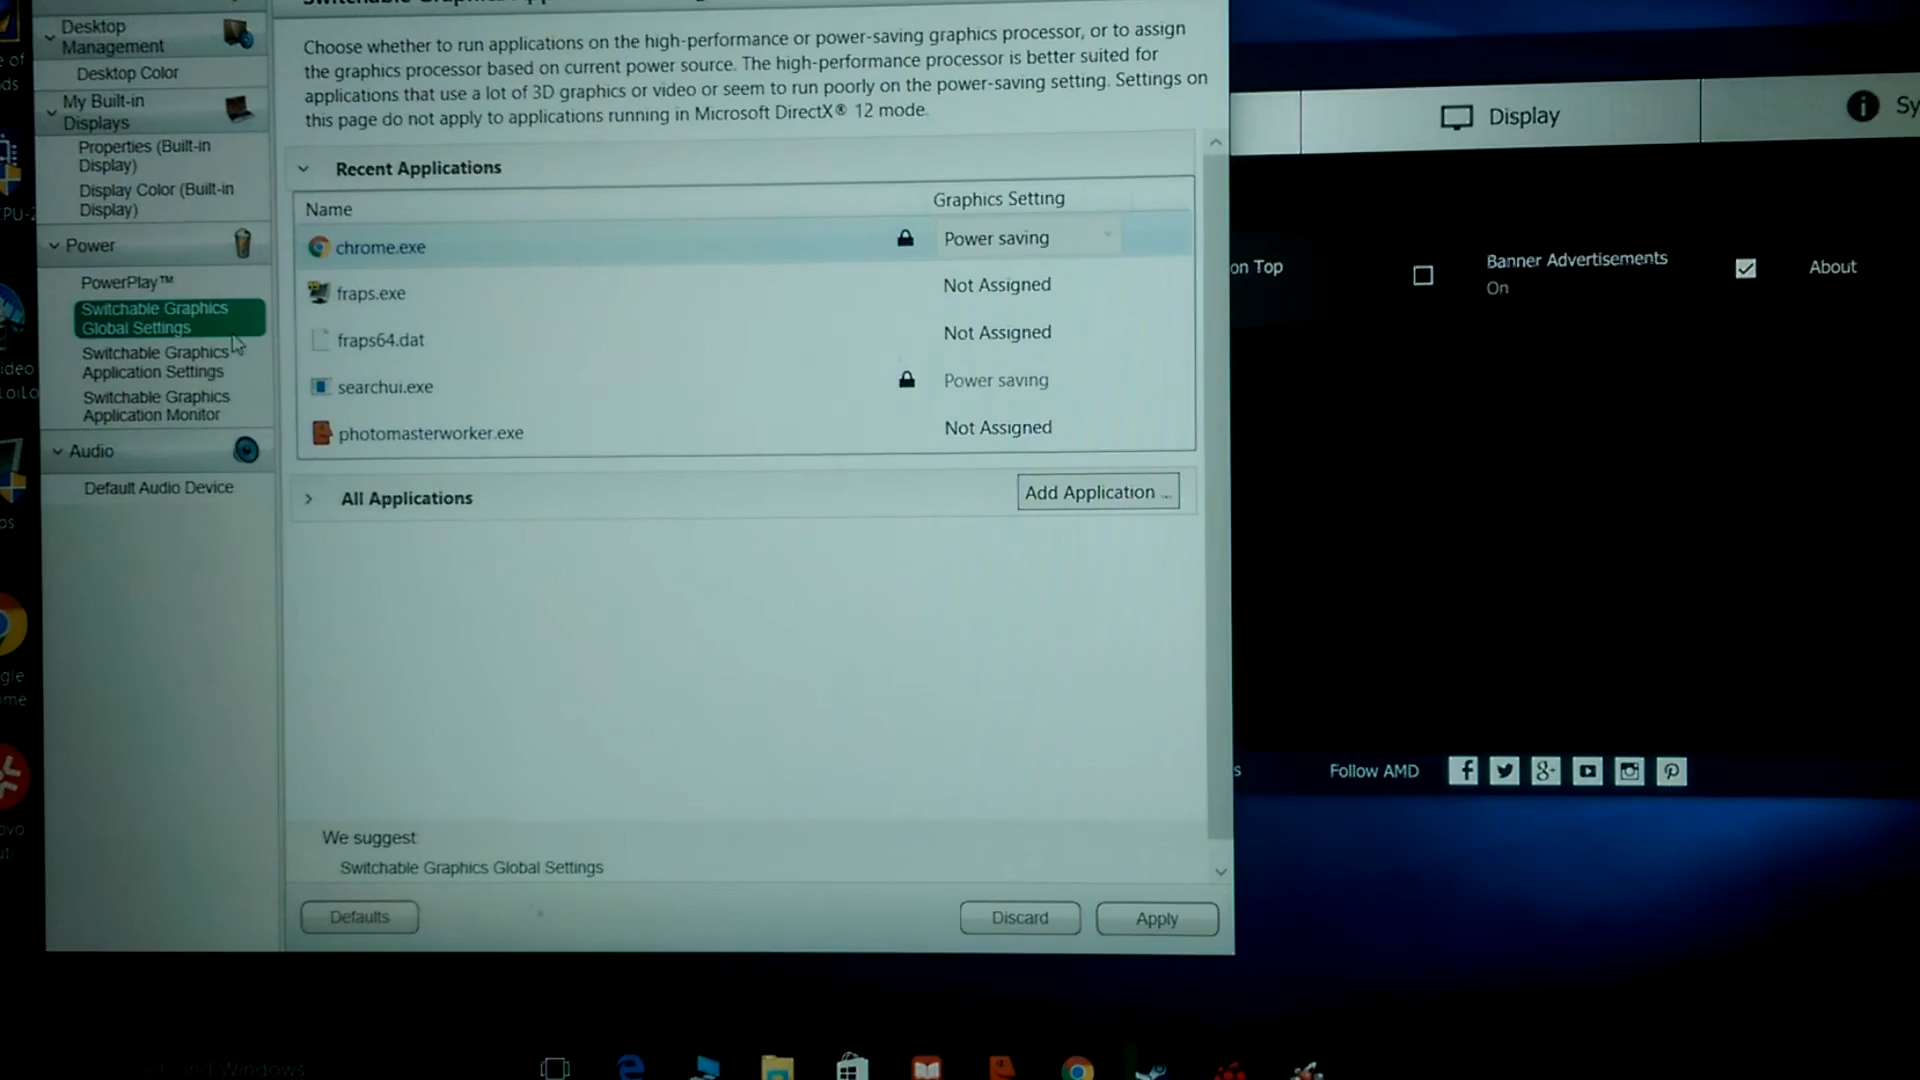 Desktop
Management
Desktop Color
My Built-in
Displays
Properties (Built-in
Display)
Display Color (Built-in
Display)
Power
PowerPlay™
Switchable Graphics
Global Settings
Switchable Graphics
Application Settings
Switchable Graphics
Application Monitor
Audio
Default Audio Device
Choose whether to run applications on the high-performance or power-saving graphics processor, or to assign
the graphics processor based on current power source. The high-performance processor is better suited for
applications that use a lot of 3D graphics or video or seem to run poorly on the power-saving setting. Settings on
this page do not apply to applications running in Microsoft DirectX® 12 mode.
Recent Applications
Name Graphics Setting
chrome.exe Power saving
fraps.exe Not Assigned
fraps64.dat Not Assigned
searchui.exe Power saving
photomasterworker.exe Not Assigned
All Applications Add Application ...
We suggest:
Switchable Graphics Global Settings
Defaults Discard Apply
Display Sy
on Top
Banner Advertisements
On
About
Follow AMD
and Windows